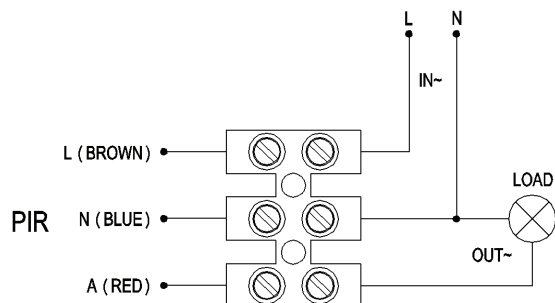 L N
IN~
L ( BROWN )
LOAD
PIR N ( BLUE )
OUT~
A ( RED )